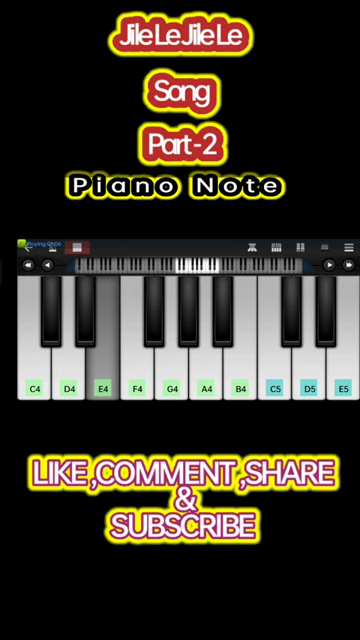 Jile Le Jile Le
Song
Part-2
Piano Note
C4 D4 E4 F4 G4 A4 B4 C5 D5 E5
LIKE ,COMMENT ,SHARE
&
SUBSCRIBE